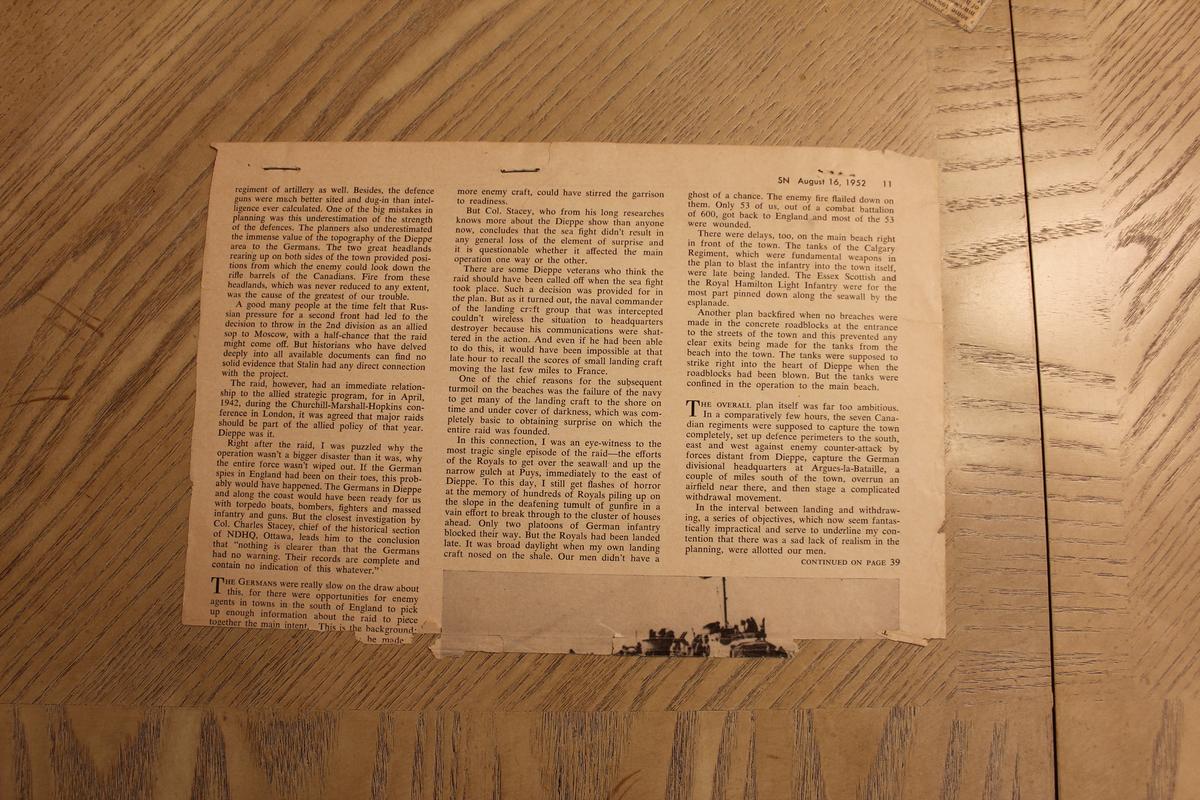 SN August 16, 1952 11
regiment of artillery as well. Besides, the defence
guns were much better sited and dug-in than intel-
ligence ever calculated. One of the big mistakes in
planning was this underestimation of the strength
of the defences. The planners also underestimated
the immense value of the topography of the Dieppe
area to the Germans. The two great headlands
rearing up on both sides of the town provided posi-
tions from which the enemy could look down the
rifle barrels of the Canadians. Fire from these
headlands, which was never reduced to any extent,
was the cause of the greatest of our trouble.
A good many people at the time felt that Rus-
sian pressure for a second front had led to the
decision to throw in the 2nd division as an allied
sop to Moscow, with a half-chance that the raid
might come off. But historians who have delved
deeply into all available documents can find no
solid evidence that Stalin had any direct connection
with the project.
The raid, however, had an immediate relation-
ship to the allied strategic program, for in April,
1942, during the Churchill-Marshall-Hopkins con-
ference in London, it was agreed that major raids
should be part of the allied policy of that year.
Dieppe was it.
Right after the raid, I was puzzled why the
operation wasn't a bigger disaster than it was, why
the entire force wasn't wiped out. If the German
spies in England had been on their toes, this prob-
ably would have happened. The Germans in Dieppe
and along the coast would have been ready for us
with torpedo boats, bombers, fighters and massed
infantry and guns. But the closest investigation by
Col. Charles Stacey, chief of the historical section
of NDHQ, Ottawa, leads him to the conclusion
that "nothing is clearer than that the Germans
had no warning. Their records are complete and
contain no indication of this whatever."
THE GERMANS were really slow on the draw about
this, for there were opportunities for enemy
agents in towns in the south of England to pick
up enough information about the raid to piece
together the main intent. This is the background:
be made
more enemy craft, could have stirred the garrison
to readiness.
But Col. Stacey, who from his long researches
knows more about the Dieppe show than anyone
now, concludes that the sea fight didn't result in
any general loss of the element of surprise and
it is questionable whether it affected the main
operation one way or the other.
There are some Dieppe veterans who think the
raid should have been called off when the sea fight
took place. Such a decision was provided for in
the plan. But as it turned out, the naval commander
of the landing craft group that was intercepted
couldn't wireless the situation to headquarters
destroyer because his communications were shat-
tered in the action. And even if he had been able
to do this, it would have been impossible at that
late hour to recall the scores of small landing craft
moving the last few miles to France.
One of the chief reasons for the subsequent
turmoil on the beaches was the failure of the navy
to get many of the landing craft to the shore on
time and under cover of darkness, which was com-
pletely basic to obtaining surprise on which the
entire raid was founded.
In this connection, I was an eye-witness to the
most tragic single episode of the raid—the efforts
of the Royals to get over the seawall and up the
narrow gulch at Puys, immediately to the east of
Dieppe. To this day, I still get flashes of horror
at the memory of hundreds of Royals piling up on
the slope in the deafening tumult of gunfire in a
vain effort to break through to the cluster of houses
ahead. Only two platoons of German infantry
blocked their way. But the Royals had been landed
late. It was broad daylight when my own landing
craft nosed on the shale. Our men didn't have a
ghost of a chance. The enemy fire flailed down on
them. Only 53 of us, out of a combat battalion
of 600, got back to England and most of the 53
were wounded.
There were delays, too, on the main beach right
in front of the town. The tanks of the Calgary
Regiment, which were fundamental weapons in
the plan to blast the infantry into the town itself,
were late being landed. The Essex Scottish and
the Royal Hamilton Light Infantry were for the
most part pinned down along the seawall by the
esplanade.
Another plan backfired when no breaches were
made in the concrete roadblocks at the entrance
to the streets of the town and this prevented any
clear exits being made for the tanks from the
beach into the town. The tanks were supposed to
strike right into the heart of Dieppe when the
roadblocks had been blown. But the tanks were
confined in the operation to the main beach.
THE OVERALL plan itself was far too ambitious.
In a comparatively few hours, the seven Cana-
dian regiments were supposed to capture the town
completely, set up defence perimeters to the south,
east and west against enemy counter-attack by
forces distant from Dieppe, capture the German
divisional headquarters at Argues-la-Bataille, a
couple of miles south of the town, overrun an
airfield near there, and then stage a complicated
withdrawal movement.
In the interval between landing and withdraw-
ing, a series of objectives, which now seem fantas-
tically impractical and serve to underline my con-
tention that there was a sad lack of realism in the
planning, were allotted our men.
CONTINUED ON PAGE 39